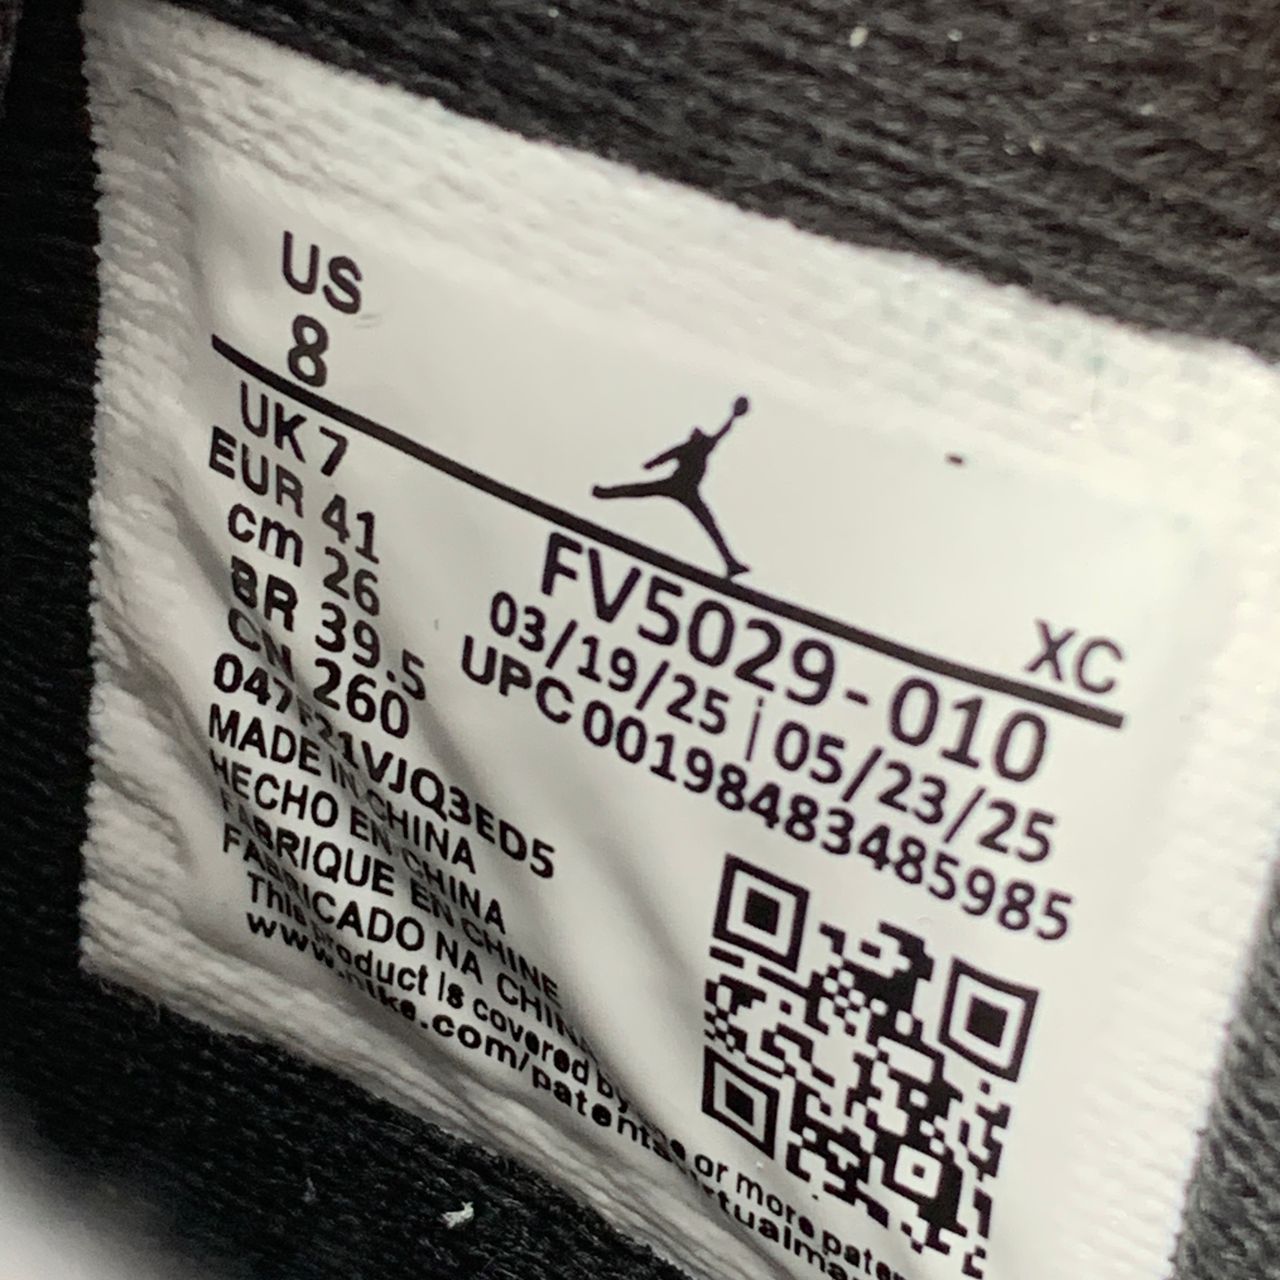 US
8
UK 7
EUR 41
cm 26
BR 39.5
CN 260
XC
FV5029-010
03/19/25 | 05/23/25
UPC 00198483485985
047F21VJQ3ED5
MADE IN CHINA
HECHO EN CHINA
FABRIQUE EN CHINE
FABRICADO NA CHINA
This product is covered by or more
www.nike.com/patents